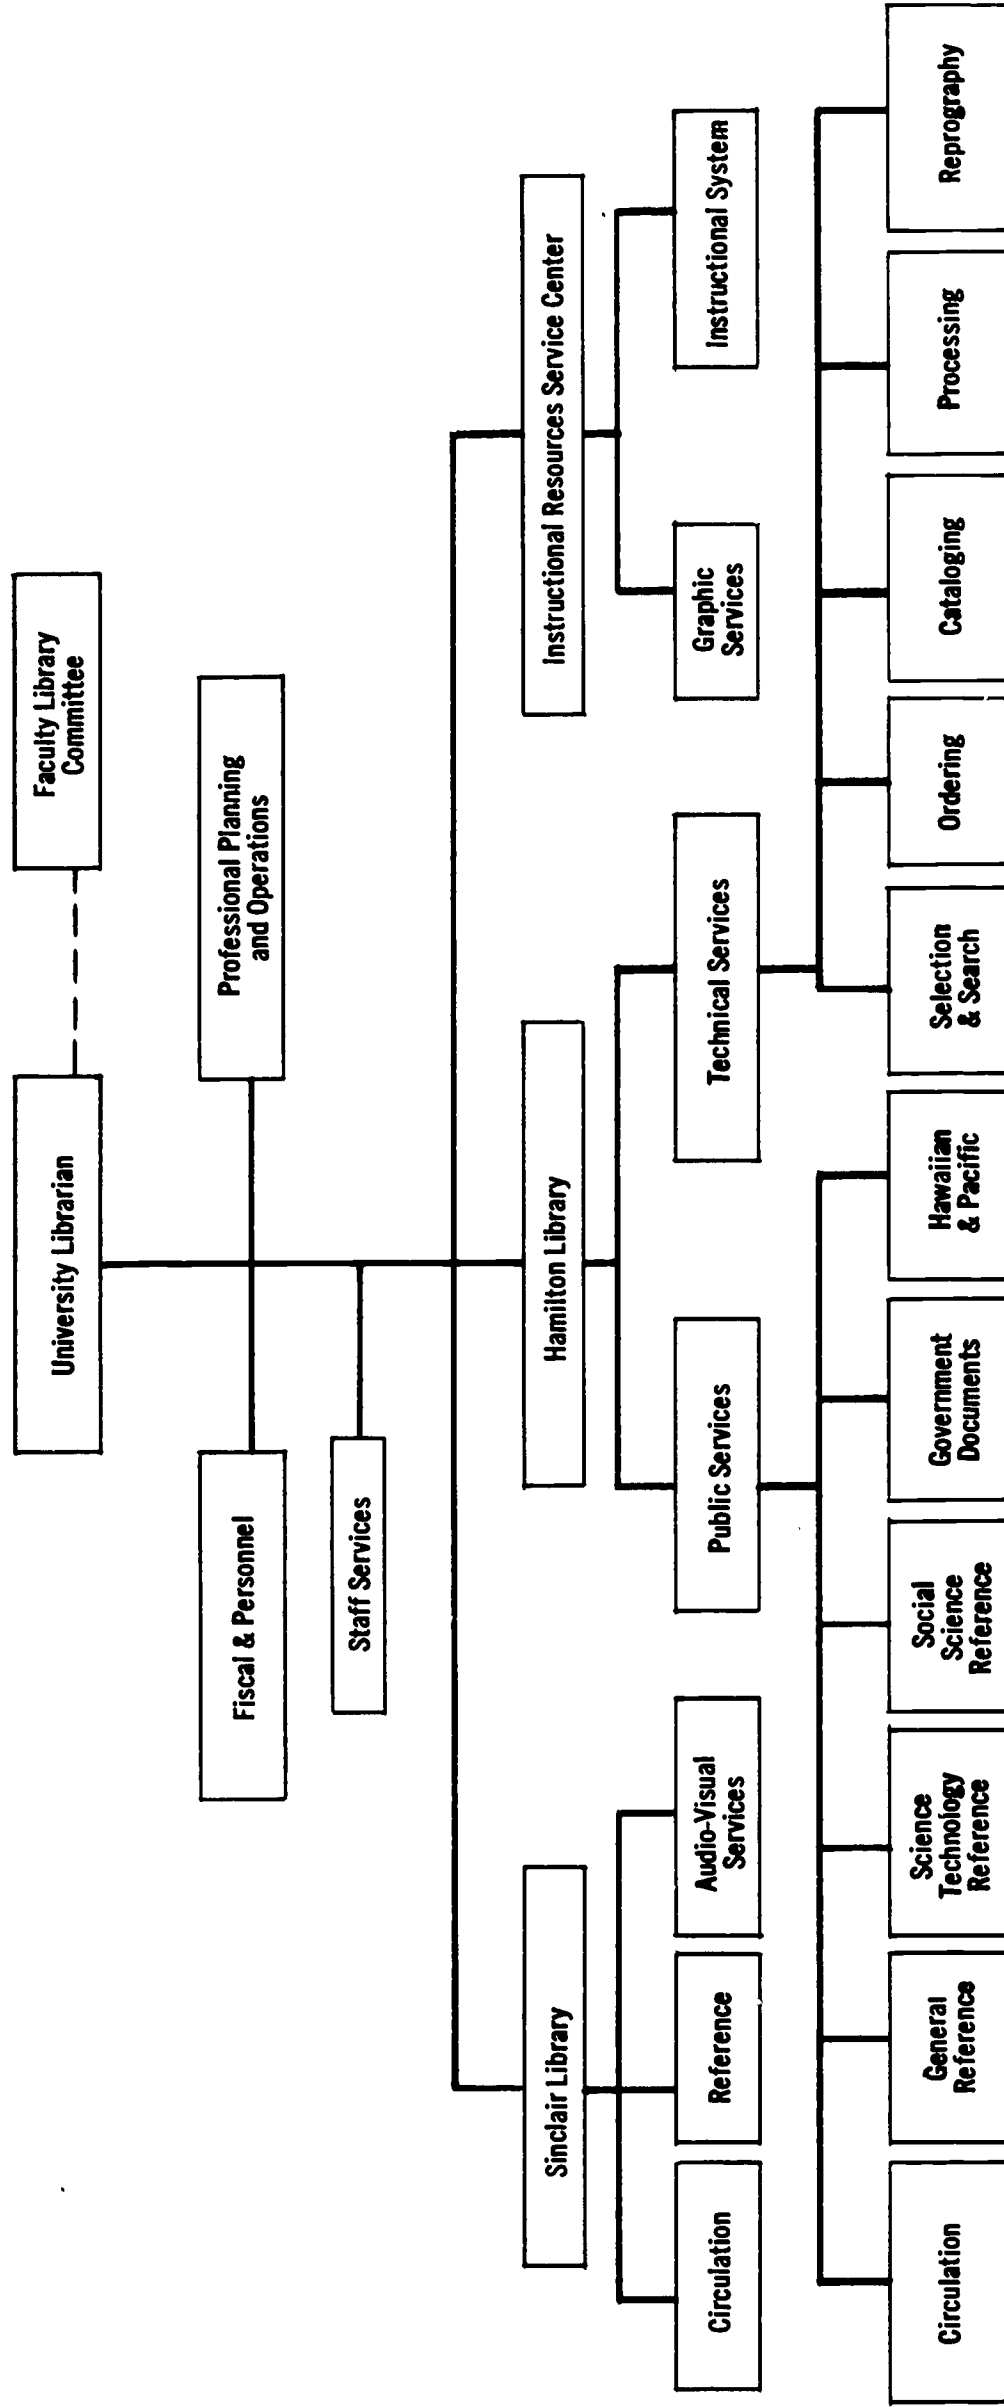 University Librarian
Faculty Library
Committee
Fiscal & Personnel
Professional Planning
and Operations
Staff Services
Sinclair Library
Hamilton Library
Instructional Resources Service Center
Circulation
Reference
Audio-Visual
Services
Public Services
Technical Services
Graphic
Services
Instructional System
Circulation
General
Reference
Science
Technology
Reference
Social
Science
Reference
Government
Documents
Hawaiian
& Pacific
Selection
& Search
Ordering
Cataloging
Processing
Reprography